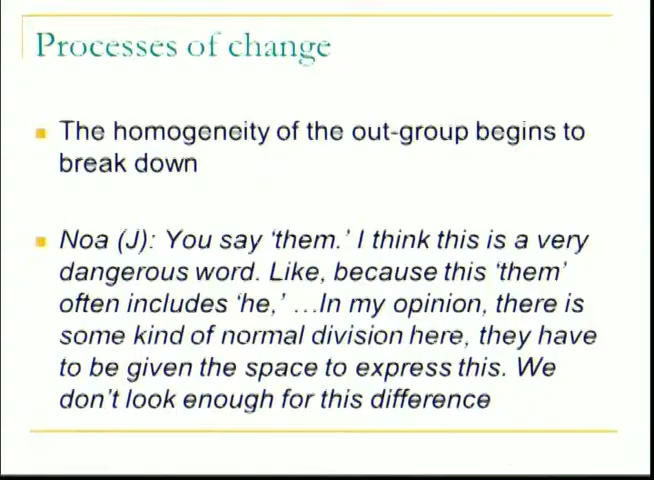 Processes of change
The homogeneity of the out-group begins to
break down
Noa (J): You say ‘them.’ I think this is a very
dangerous word. Like, because this ‘them’
often includes ‘he,’ …In my opinion, there is
some kind of normal division here, they have
to be given the space to express this. We
don’t look enough for this difference